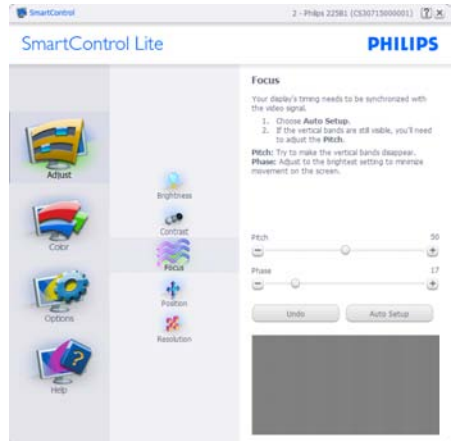 SmartControl
2 - Philips 225B1 (CS30715000001)
SmartControl Lite
PHILIPS
Adjust
Color
Options
Help
Brightness
Contrast
Focus
Position
Resolution
Focus
Your display's timing needs to be synchronized with
the video signal.
1. Choose Auto Setup.
2. If the vertical bands are still visible, you'll need
to adjust the Pitch.
Pitch: Try to make the vertical bands disappear.
Phase: Adjust to the brightest setting to minimize
movement on the screen.
Pitch 50
Phase 17
Undo
Auto Setup